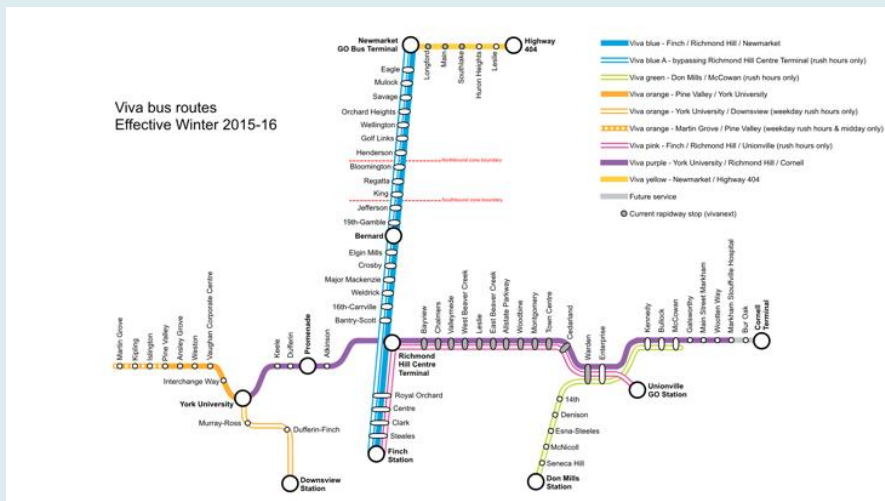 Viva bus routes
Effective Winter 2015-16
Newmarket
GO Bus Terminal
Longford
Main
Southlake
Huron Heights
Leslie
Highway
404
Viva blue - Finch / Richmond Hill / Newmarket
Viva blue A - bypassing Richmond Hill Centre Terminal (rush hours only)
Viva green - Don Mills / McCowan (rush hours only)
Viva orange - Pine Valley / York University
Viva orange - York University / Downsview (weekday rush hours only)
Viva orange - Martin Grove / Pine Valley (weekday rush hours & midday only)
Viva pink - Finch / Richmond Hill / Unionville (rush hours only)
Viva purple - York University / Richmond Hill / Cornell
Viva yellow - Newmarket / Highway 404
Future service
Current rapidway stop (vivanext)
Eagle
Mulock
Savage
Orchard Heights
Wellington
Golf Links
Henderson
Northbound zone boundary
Bloomington
Regatta
King
Southbound zone boundary
Jefferson
19th-Gamble
Bernard
Elgin Mills
Crosby
Major Mackenzie
Weldrick
16th-Carrville
Bantry-Scott
Martin Grove
Kipling
Islington
Pine Valley
Ansley Grove
Weston
Vaughan Corporate Centre
Interchange Way
York University
Murray-Ross
Dufferin-Finch
Downsview
Station
Keele
Dufferin
Promenade
Atkinson
Richmond
Hill Centre
Terminal
Royal Orchard
Centre
Clark
Steeles
Finch
Station
Bayview
Chalmers
Valleymede
West Beaver Creek
Leslie
East Beaver Creek
Allstate Parkway
Woodbine
Montgomery
Town Centre
Cedarland
Warden
Enterprise
Kennedy
Bullock
McCowan
Galsworthy
Main Street Markham
Wootten Way
Markham Stouffville Hospital
Bur Oak
Cornell
Terminal
Unionville
GO Station
14th
Denison
Esna-Steeles
McNicoll
Seneca Hill
Don Mills
Station